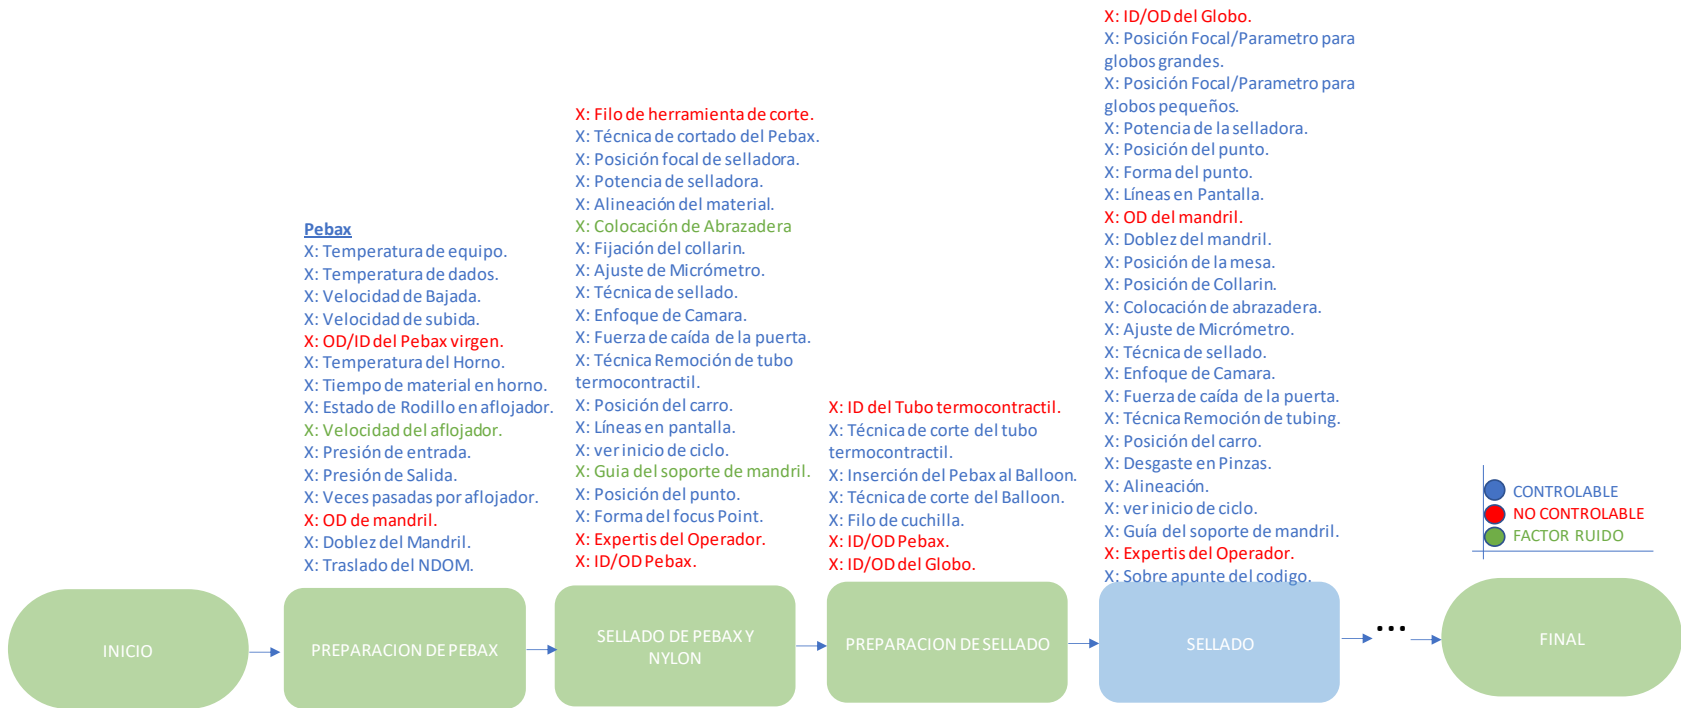 Pebax
X: Temperatura de equipo.
X: Temperatura de dados.
X: Velocidad de Bajada.
X: Velocidad de subida.
X: OD/ID del Pebax virgen.
X: Temperatura del Horno.
X: Tiempo de material en horno.
X: Estado de Rodillo en aflojador.
X: Velocidad del aflojador.
X: Presión de entrada.
X: Presión de Salida.
X: Veces pasadas por aflojador.
X: OD de mandril.
X: Doblez del Mandril.
X: Traslado del NDOM.
X: Filo de herramienta de corte.
X: Técnica de cortado del Pebax.
X: Posición focal de selladora.
X: Potencia de selladora.
X: Alineación del material.
X: Colocación de Abrazadera
X: Fijación del collarin.
X: Ajuste de Micrómetro.
X: Técnica de sellado.
X: Enfoque de Camara.
X: Fuerza de caída de la puerta.
X: Técnica Remoción de tubo
termocontractil.
X: Posición del carro.
X: Líneas en pantalla.
X: ver inicio de ciclo.
X: Guia del soporte de mandril.
X: Posición del punto.
X: Forma del focus Point.
X: Expertis del Operador.
X: ID/OD Pebax.
X: ID del Tubo termocontractil.
X: Técnica de corte del tubo
termocontractil.
X: Inserción del Pebax al Balloon.
X: Técnica de corte del Balloon.
X: Filo de cuchilla.
X: ID/OD Pebax.
X: ID/OD del Globo.
X: ID/OD del Globo.
X: Posición Focal/Parametro para
globos grandes.
X: Posición Focal/Parametro para
globos pequeños.
X: Potencia de la selladora.
X: Posición del punto.
X: Forma del punto.
X: Líneas en Pantalla.
X: OD del mandril.
X: Doblez del mandril.
X: Posición de la mesa.
X: Posición de Collarin.
X: Colocación de abrazadera.
X: Ajuste de Micrómetro.
X: Técnica de sellado.
X: Enfoque de Camara.
X: Fuerza de caída de la puerta.
X: Técnica Remoción de tubing.
X: Posición del carro.
X: Desgaste en Pinzas.
X: Alineación.
X: ver inicio de ciclo.
X: Guía del soporte de mandril.
X: Expertis del Operador.
X: Sobre apunte del codigo.
CONTROLABLE
NO CONTROLABLE
FACTOR RUIDO
INICIO
PREPARACION DE PEBAX
SELLADO DE PEBAX Y
NYLON
PREPARACION DE SELLADO
SELLADO
...
FINAL